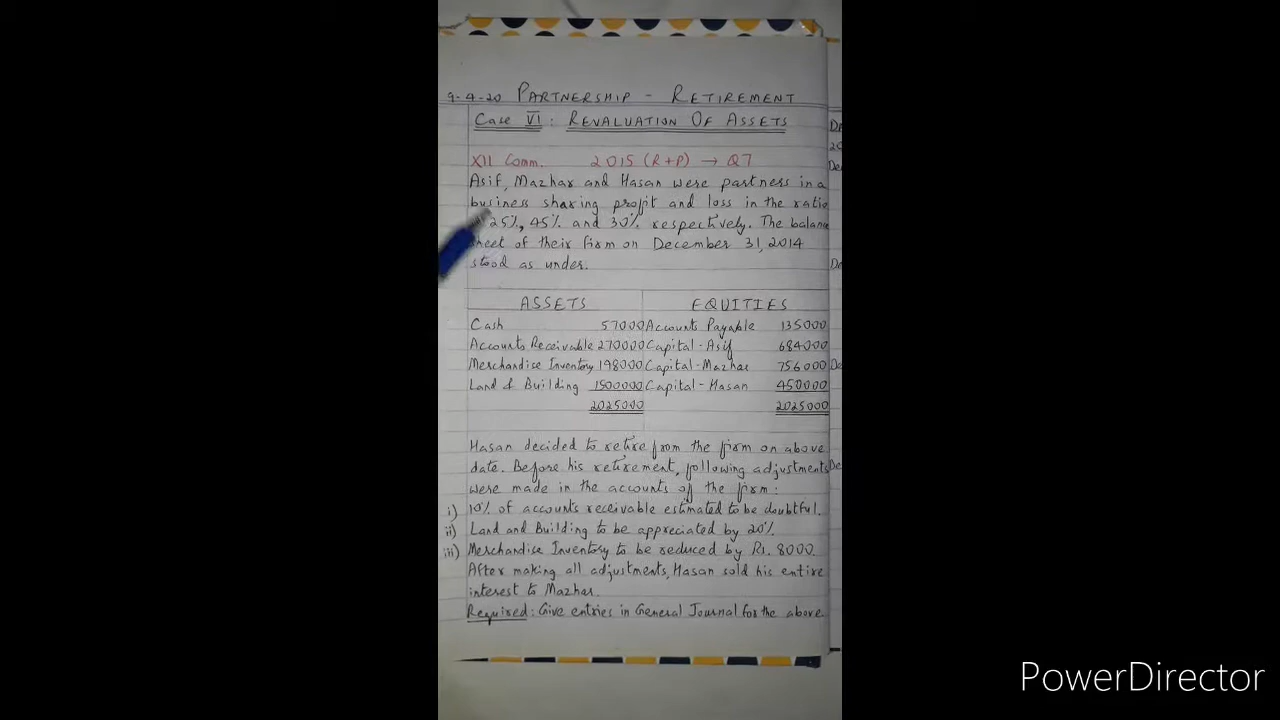 9-4-20 PARTNERSHIP - RETIREMENT
Case VI: REVALUATION OF ASSETS
XII Comm. 2015 (R+P) → Q7
Asif, Mazhar and Hasan were partners in a
business sharing profit and loss in the ratio
25%, 45% and 30% respectively. The balance
sheet of their firm on December 31, 2014
stood as under.
ASSETS EQUITIES
Cash 57000 Accounts Payable 135000
Accounts Receivable 270000 Capital-Asif 684000
Merchandise Inventory 198000 Capital-Mazhar 756000
Land & Building 1500000 Capital-Hasan 450000
2025000 2025000
Hasan decided to retire from the firm on above
date. Before his retirement, following adjustments
were made in the accounts of the firm:
i) 10% of accounts receivable estimated to be doubtful.
ii) Land and Building to be appreciated by 20%.
iii) Merchandise Inventory to be reduced by Rs. 8000.
After making all adjustments, Hasan sold his entire
interest to Mazhar.
Required: Give entries in General Journal for the above.
PowerDirector